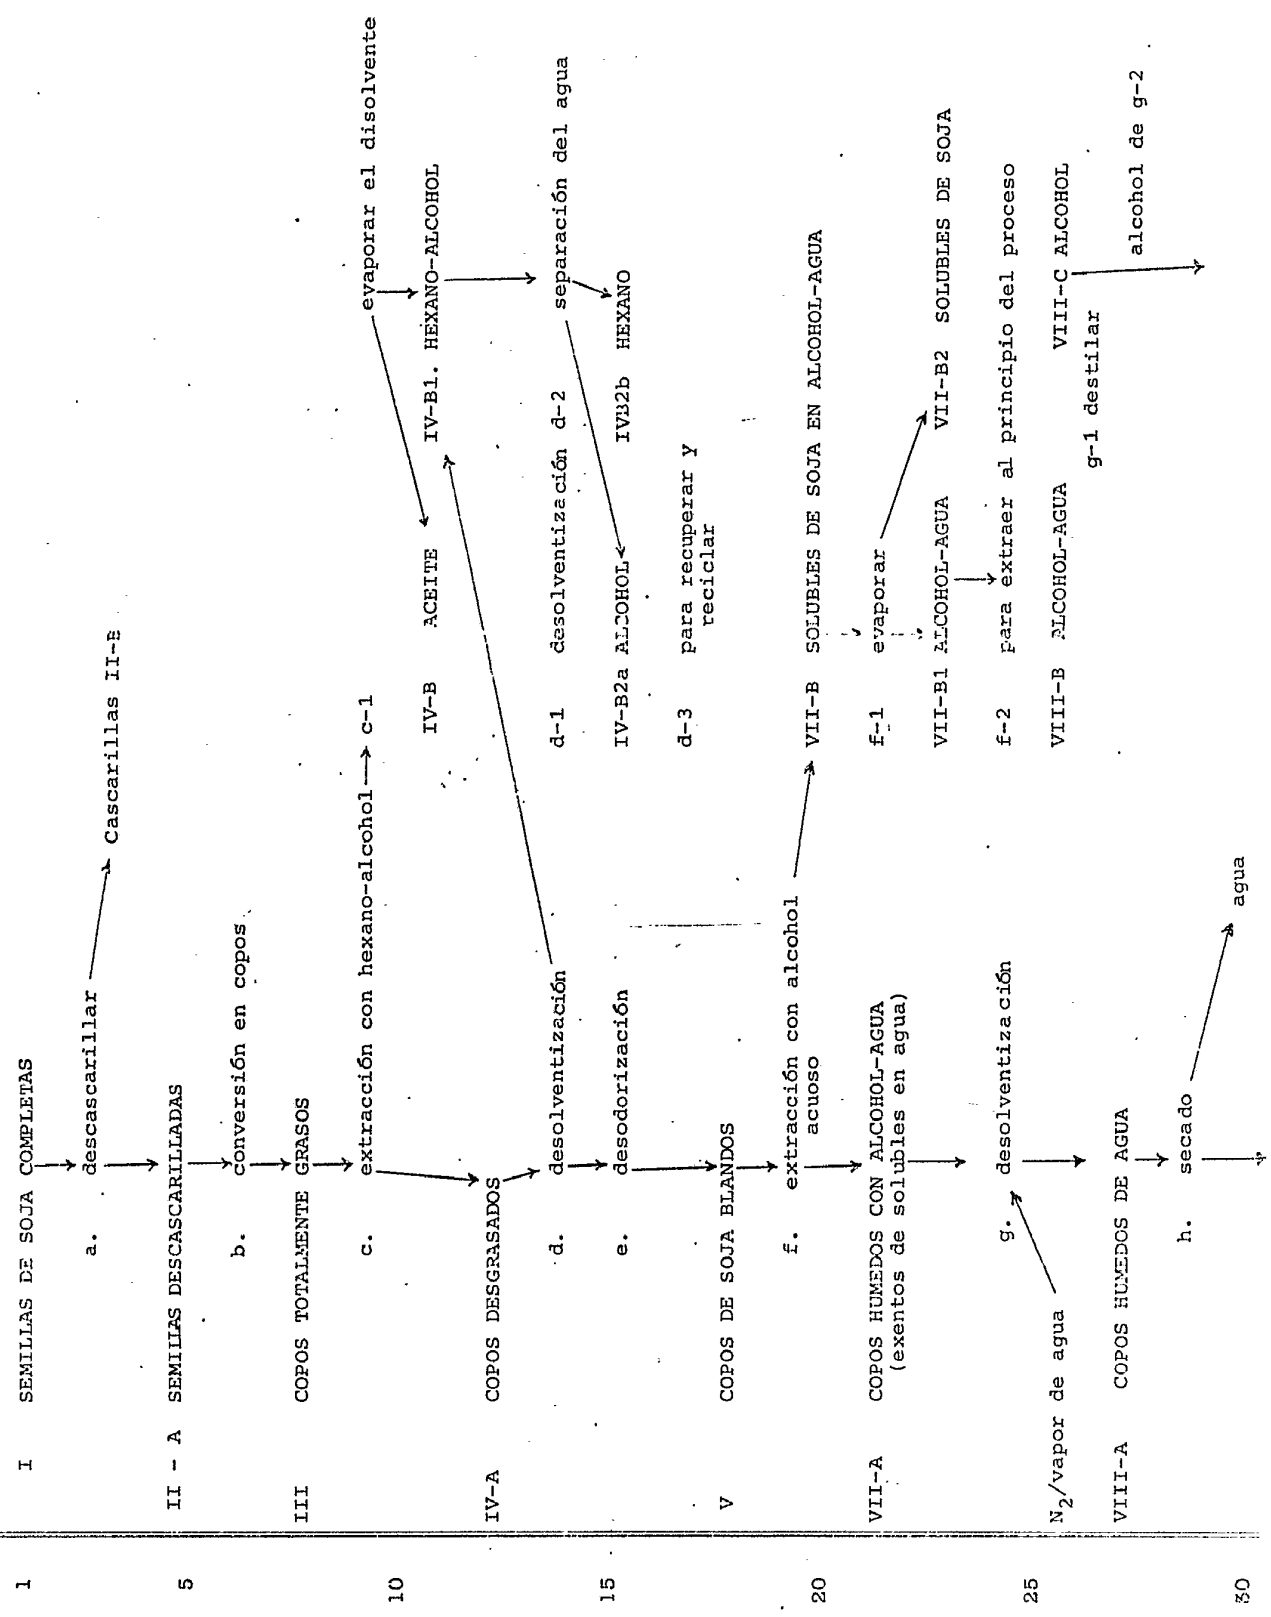 1 I SEMILLAS DE SOJA COMPLETAS
a. descascarillar Cascarillas II-B
5 II - A SEMILLAS DESCASCARILLADAS
b. conversión en copos
III COPOS TOTALMENTE GRASOS
10 c. extracción con hexano-alcohol c-1 evaporar el disolvente
IV-B ACEITE IV-B1. HEXANO-ALCOHOL
IV-A COPOS DESGRASADOS
d. desolventización d-1 desolventización d-2 separación del agua
15 e. desodorización IV-B2a ALCOHOL IVB2b HEXANO
d-3 para recuperar y
reciclar
V COPOS DE SOJA BLANDOS
20 f. extracción con alcohol
acuoso
VII-B SOLUBLES DE SOJA EN ALCOHOL-AGUA
VII-A COPOS HUMEDOS CON ALCOHOL-AGUA
(exentos de solubles en agua)
f-1 evaporar
VII-B1 ALCOHOL-AGUA VII-B2 SOLUBLES DE SOJA
25 g. desolventización f-2 para extraer al principio del proceso
N2/vapor de agua VIII-B ALCOHOL-AGUA VIII-C ALCOHOL
g-1 destilar
VIII-A COPOS HUMEDOS DE AGUA
alcohol de g-2
h. secado
30 agua